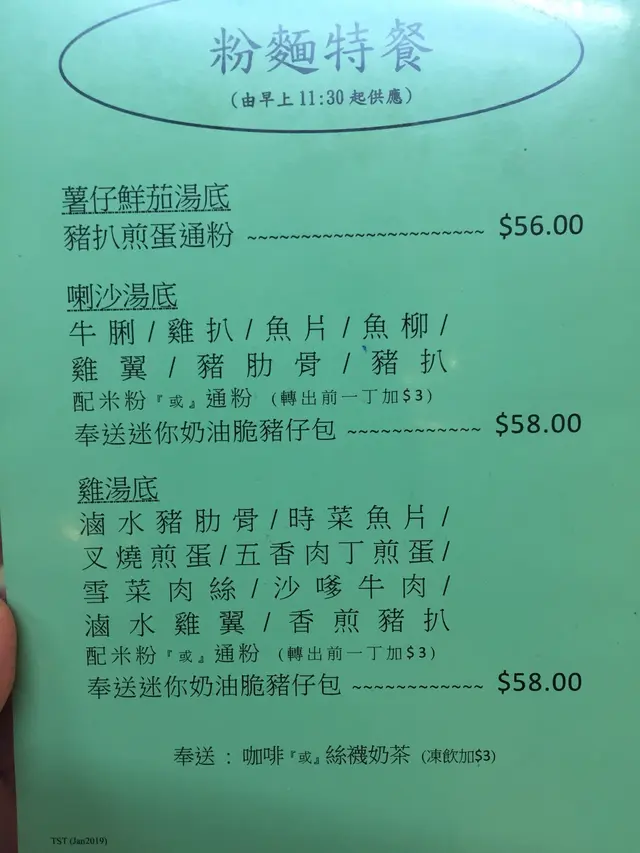 粉麵特餐
(由早上 11:30 起供應)
薯仔鮮茄湯底
豬扒煎蛋通粉 ~~~~~~~~~~~~~~~~~~~~~~ $56.00
喇沙湯底
牛脷/雞扒/魚片/魚柳/
雞翼/豬肋骨/豬扒
配米粉『或』通粉 (轉出前一丁加$3)
奉送迷你奶油脆豬仔包 ~~~~~~~~~~~~ $58.00
雞湯底
滷水豬肋骨/時菜魚片/
叉燒煎蛋/五香肉丁煎蛋/
雪菜肉絲/沙嗲牛肉/
滷水雞翼/香煎豬扒
配米粉『或』通粉 (轉出前一丁加$3)
奉送迷你奶油脆豬仔包 ~~~~~~~~~~~~ $58.00
奉送：咖啡『或』絲襪奶茶 (凍飲加$3)
TST (Jan2019)